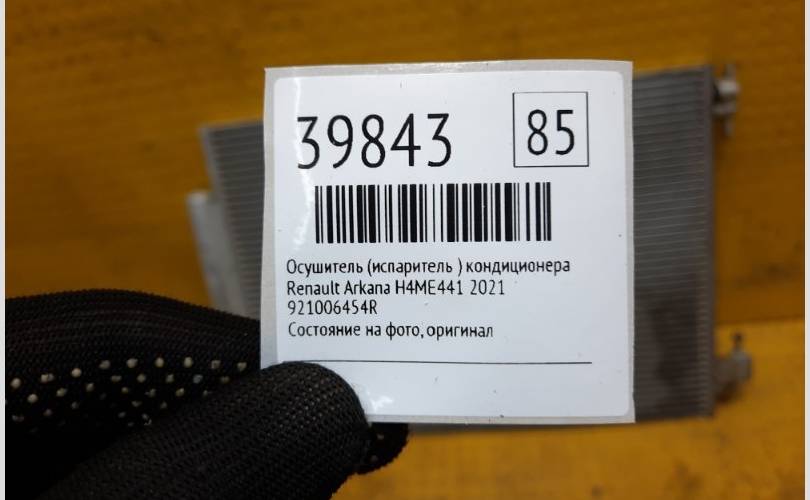 39843
85
Осушитель (испаритель ) кондиционера
Renault Arkana H4ME441 2021
921006454R
Состояние на фото, оригинал